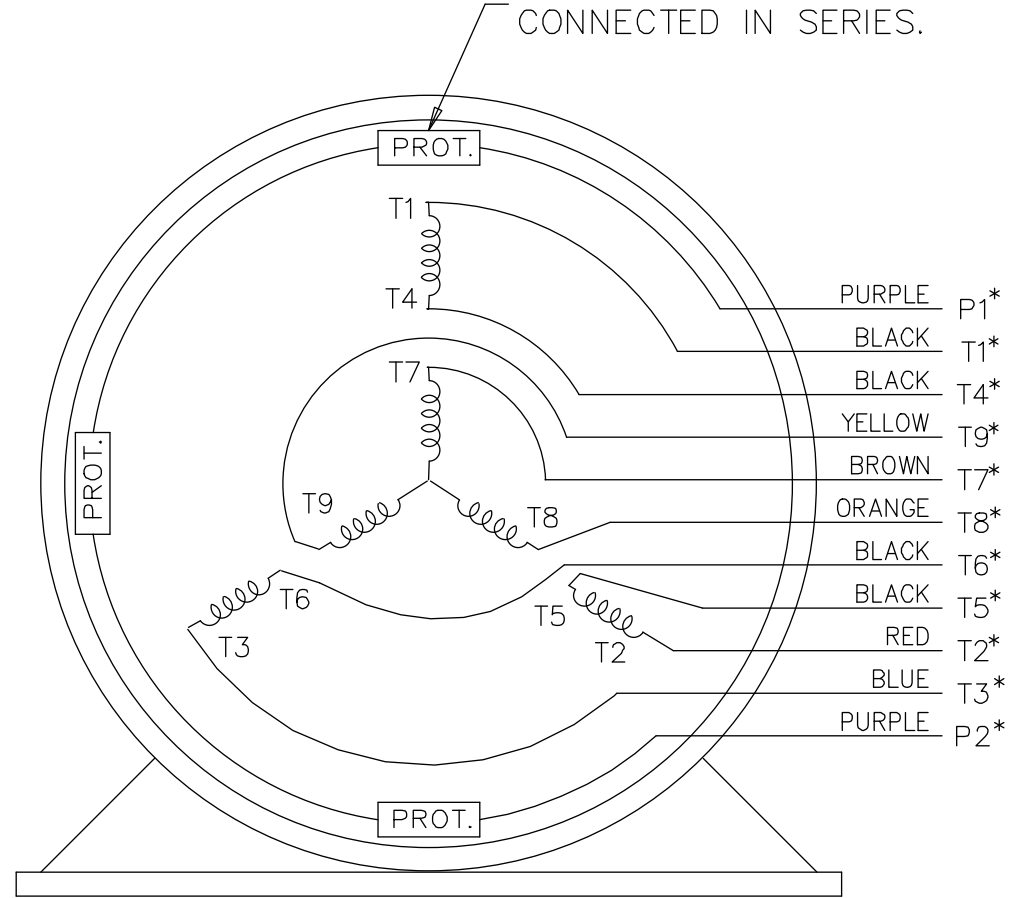 CONNECTED IN SERIES.
PROT.
T1
T4
T7
T9
T8
T6
T3
T5
T2
PROT.
PROT.
PURPLE P1*
BLACK T1*
BLACK T4*
YELLOW T9*
BROWN T7*
ORANGE T8*
BLACK T6*
BLACK T5*
RED T2*
BLUE T3*
PURPLE P2*